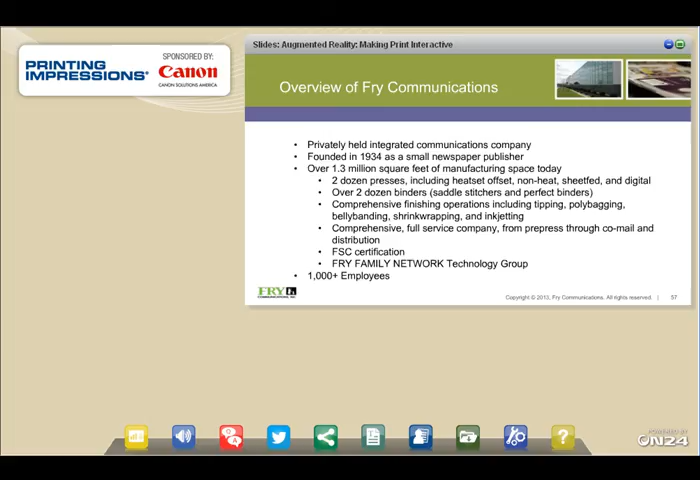 PRINTING
IMPRESSIONS
SPONSORED BY:
Canon
CANON SOLUTIONS AMERICA
Slides: Augmented Reality: Making Print Interactive
Overview of Fry Communications
• Privately held integrated communications company
• Founded in 1934 as a small newspaper publisher
• Over 1.3 million square feet of manufacturing space today
• 2 dozen presses, including heatset offset, non-heat, sheetfed, and digital
• Over 2 dozen binders (saddle stitchers and perfect binders)
• Comprehensive finishing operations including tipping, polybagging,
bellybanding, shrinkwrapping, and inkjetting
• Comprehensive, full service company, from prepress through co-mail and
distribution
• FSC certification
• FRY FAMILY NETWORK Technology Group
• 1,000+ Employees
FRY
COMMUNICATIONS, INC.
Copyright © 2013, Fry Communications. All rights reserved. | 57
Q
A
?
POWERED BY
ON24